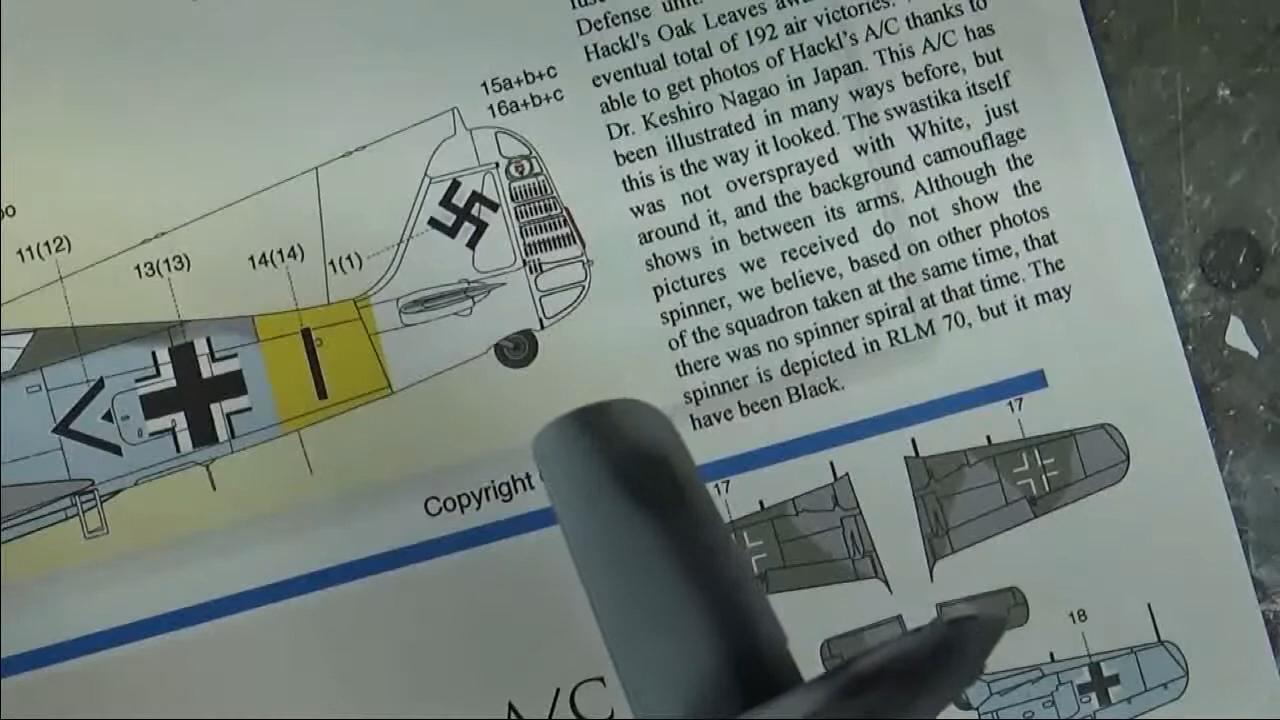 Defense unit.
Hackl's Oak Leaves
eventual total of 192 air victories.
able to get photos of Hackl's A/C thanks to
Dr. Keshiro Nagao in Japan. This A/C has
been illustrated in many ways before, but
this is the way it looked. The swastika itself
was not oversprayed with White, just
around it, and the background camouflage
shows in between its arms. Although the
pictures we received do not show the
spinner, we believe, based on other photos
of the squadron taken at the same time, that
there was no spinner spiral at that time. The
spinner is depicted in RLM 70, but it may
have been Black.
15a+b+c
16a+b+c
11(12)
13(13)
14(14)
1(1)
Copyright
17
17
18
A/C